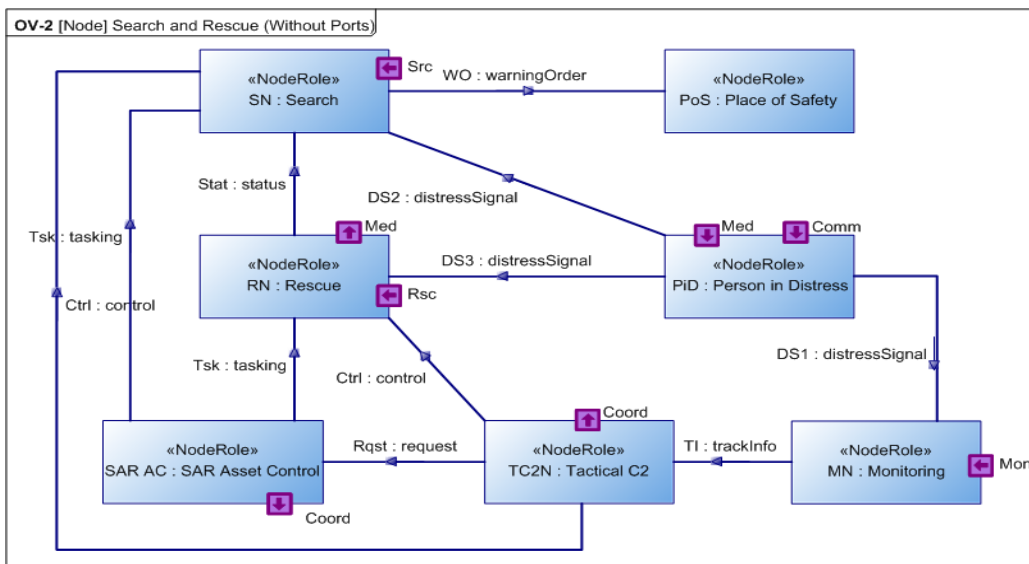 OV-2 [Node] Search and Rescue (Without Ports)
«NodeRole»
SN : Search
Src
WO : warningOrder
«NodeRole»
PoS : Place of Safety
Stat : status
DS2 : distressSignal
Tsk : tasking
Med
Med
Comm
«NodeRole»
RN : Rescue
DS3 : distressSignal
«NodeRole»
PiD : Person in Distress
Rsc
Ctrl : control
DS1 : distressSignal
Tsk : tasking
Ctrl : control
Coord
«NodeRole»
SAR AC : SAR Asset Control
Rqst : request
«NodeRole»
TC2N : Tactical C2
TI : trackInfo
«NodeRole»
MN : Monitoring
Mon
Coord